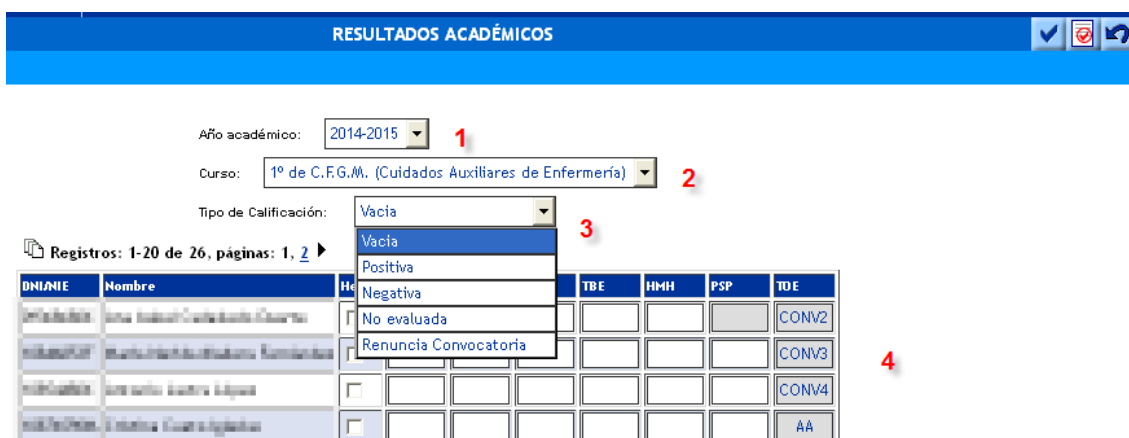 RESULTADOS ACADÉMICOS
Año académico: 2014-2015 1
Curso: 1º de C.F.G.M. (Cuidados Auxiliares de Enfermería) 2
Tipo de Calificación: Vacia 3
Vacia
Positiva
Negativa
No evaluada
Renuncia Convocatoria
Registros: 1-20 de 26, páginas: 1, 2
DNI/NIE Nombre He TBE HMH PSP TOE
CONV2
CONV3
4
CONV4
AA